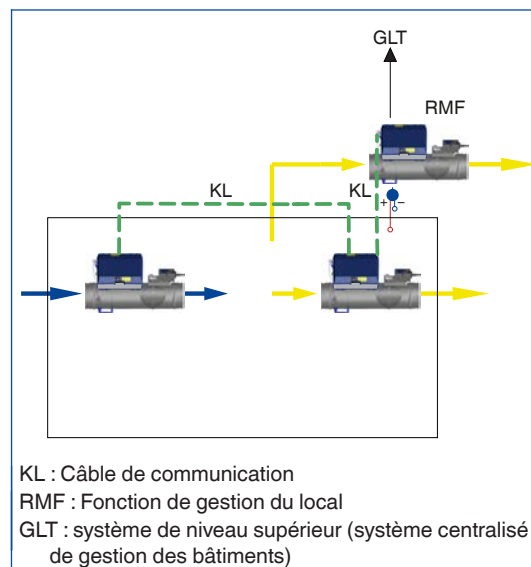 GLT
RMF
KL
KL
+ –
KL : Câble de communication
RMF : Fonction de gestion du local
GLT : système de niveau supérieur (système centralisé
de gestion des bâtiments)